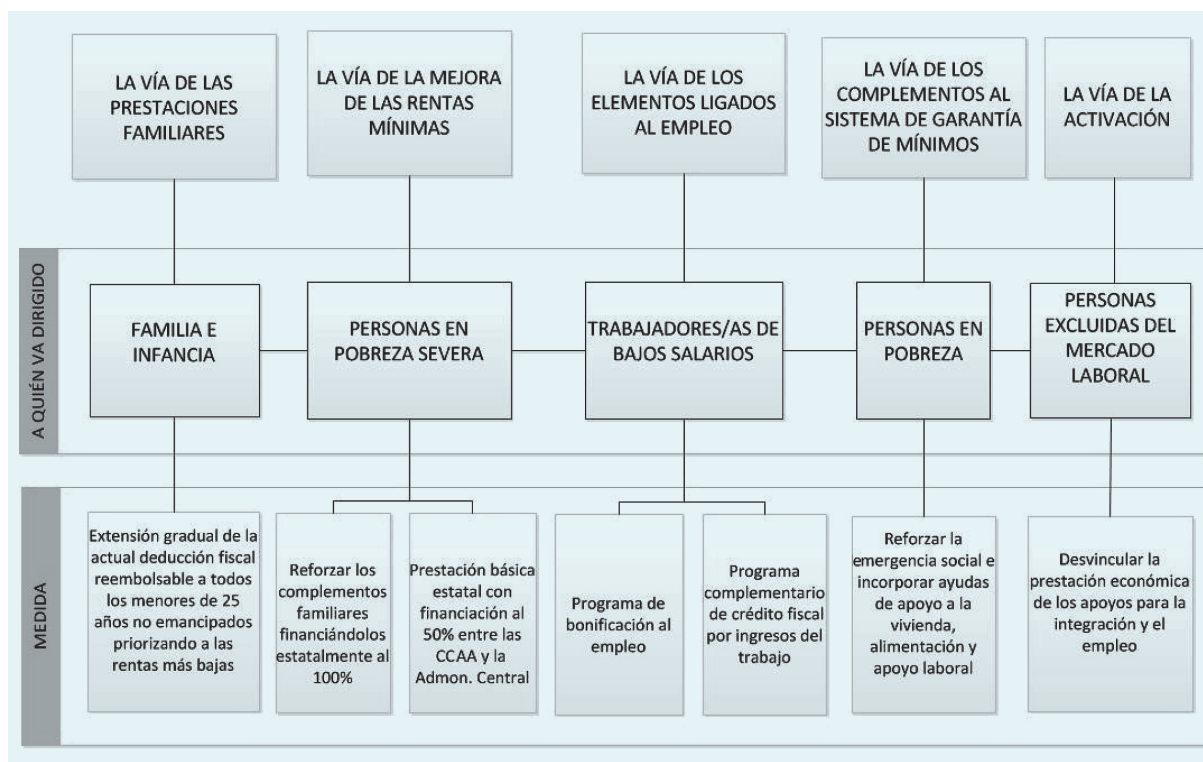 LA VÍA DE LAS
PRESTACIONES
FAMILIARES
LA VÍA DE LA MEJORA
DE LAS RENTAS
MÍNIMAS
LA VÍA DE LOS
ELEMENTOS LIGADOS
AL EMPLEO
LA VÍA DE LOS
COMPLEMENTOS AL
SISTEMA DE GARANTÍA
DE MÍNIMOS
LA VÍA DE LA
ACTIVACIÓN
A QUIÉN VA DIRIGIDO
FAMILIA E
INFANCIA
PERSONAS EN
POBREZA SEVERA
TRABAJADORES/AS DE
BAJOS SALARIOS
PERSONAS EN
POBREZA
PERSONAS
EXCLUIDAS DEL
MERCADO
LABORAL
MEDIDA
Extensión gradual de la
actual deducción fiscal
reembolsable a todos
los menores de 25
años no emancipados
priorizando a las
rentas más bajas
Reforzar los
complementos
familiares
financiándolos
estatalmente al
100%
Prestación básica
estatal con
financiación al
50% entre las
CCAA y la
Admon. Central
Programa de
bonificación al
empleo
Programa
complementario
de crédito fiscal
por ingresos del
trabajo
Reforzar la
emergencia social e
incorporar ayudas
de apoyo a la
vivienda,
alimentación y
apoyo laboral
Desvincular la
prestación económica
de los apoyos para la
integración y el
empleo